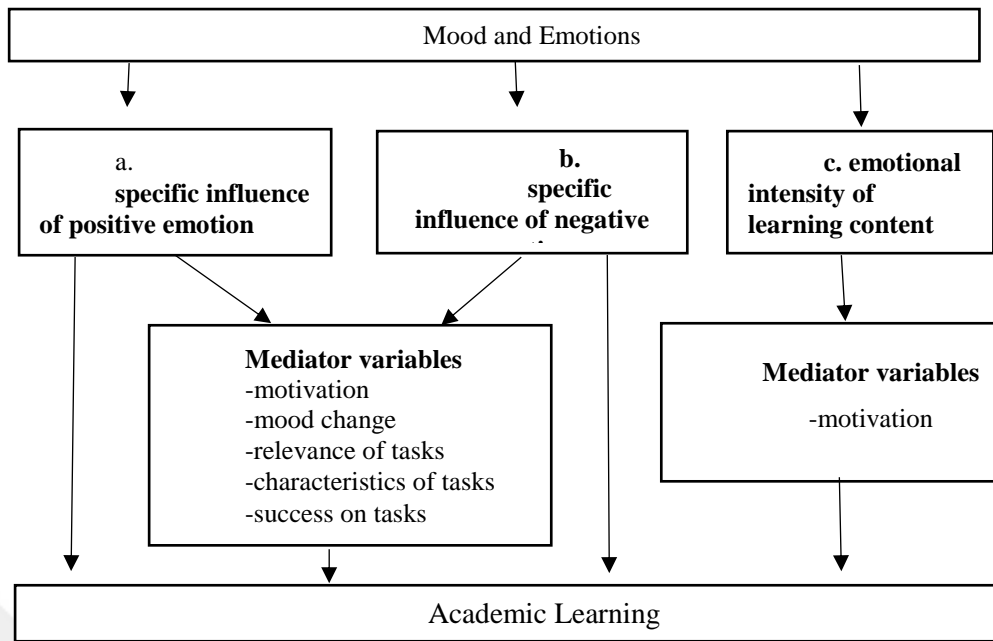 Mood and Emotions
a.
specific influence
of positive emotion
b.
specific
influence of negative
c. emotional
intensity of
learning content
Mediator variables
-motivation
-mood change
-relevance of tasks
-characteristics of tasks
-success on tasks
Mediator variables
-motivation
Academic Learning